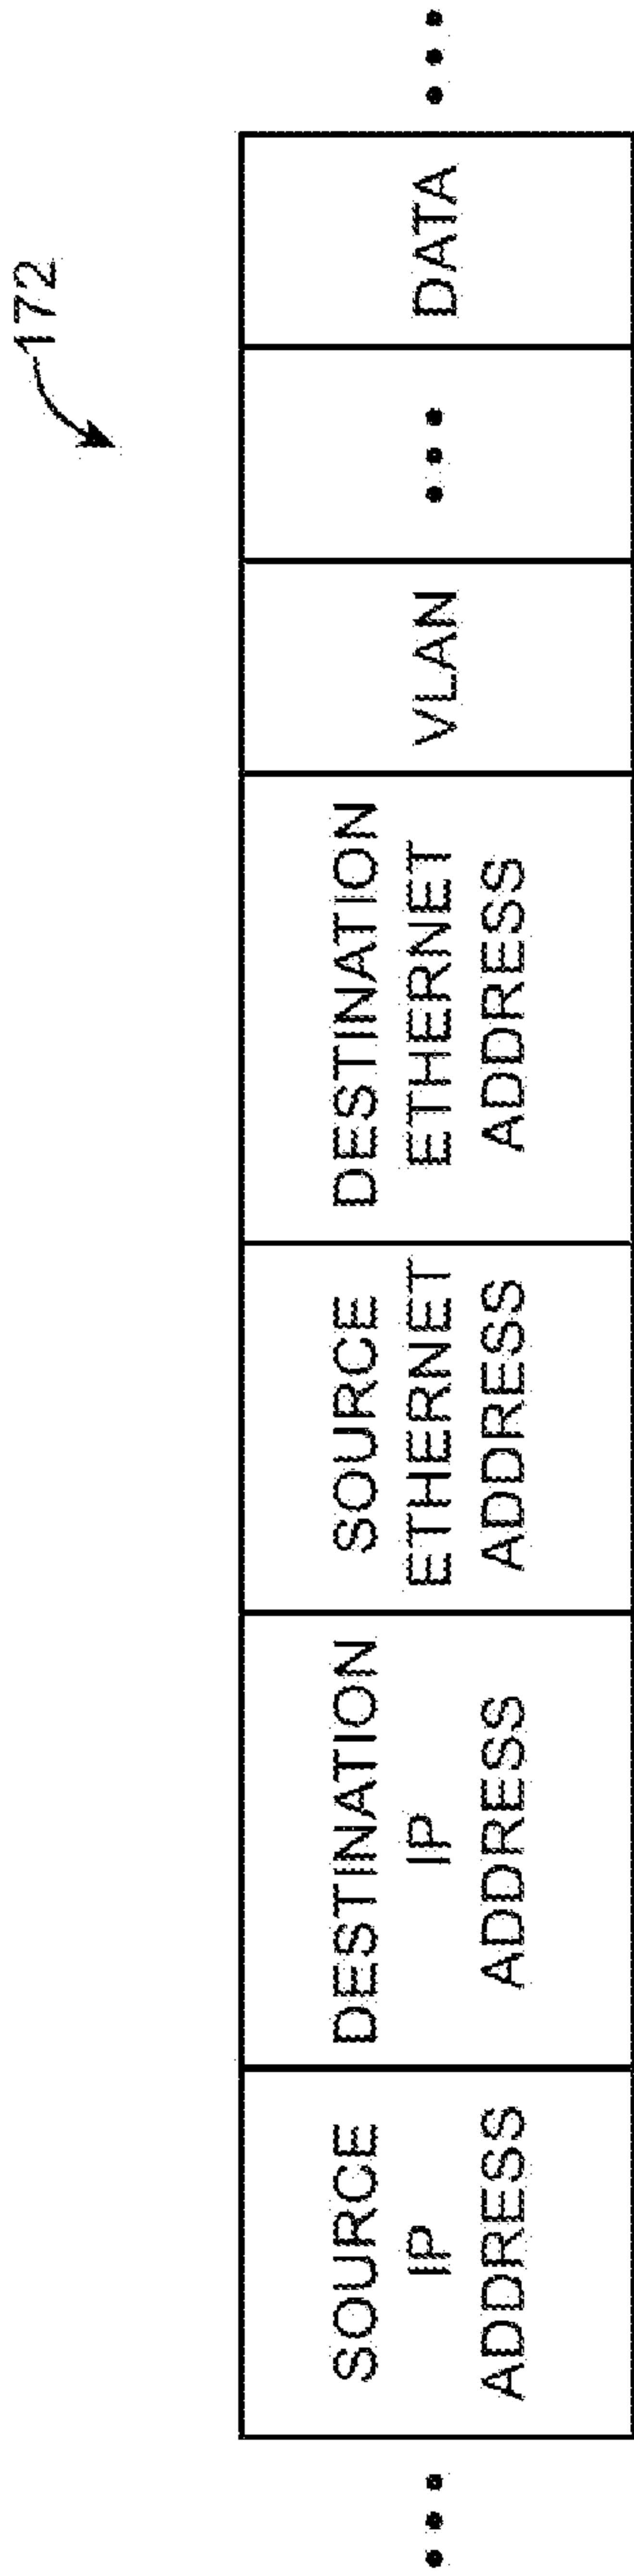 172
SOURCE
IP
ADDRESS
DESTINATION
IP
ADDRESS
SOURCE
ETHERNET
ADDRESS
DESTINATION
ETHERNET
ADDRESS
VLAN
DATA